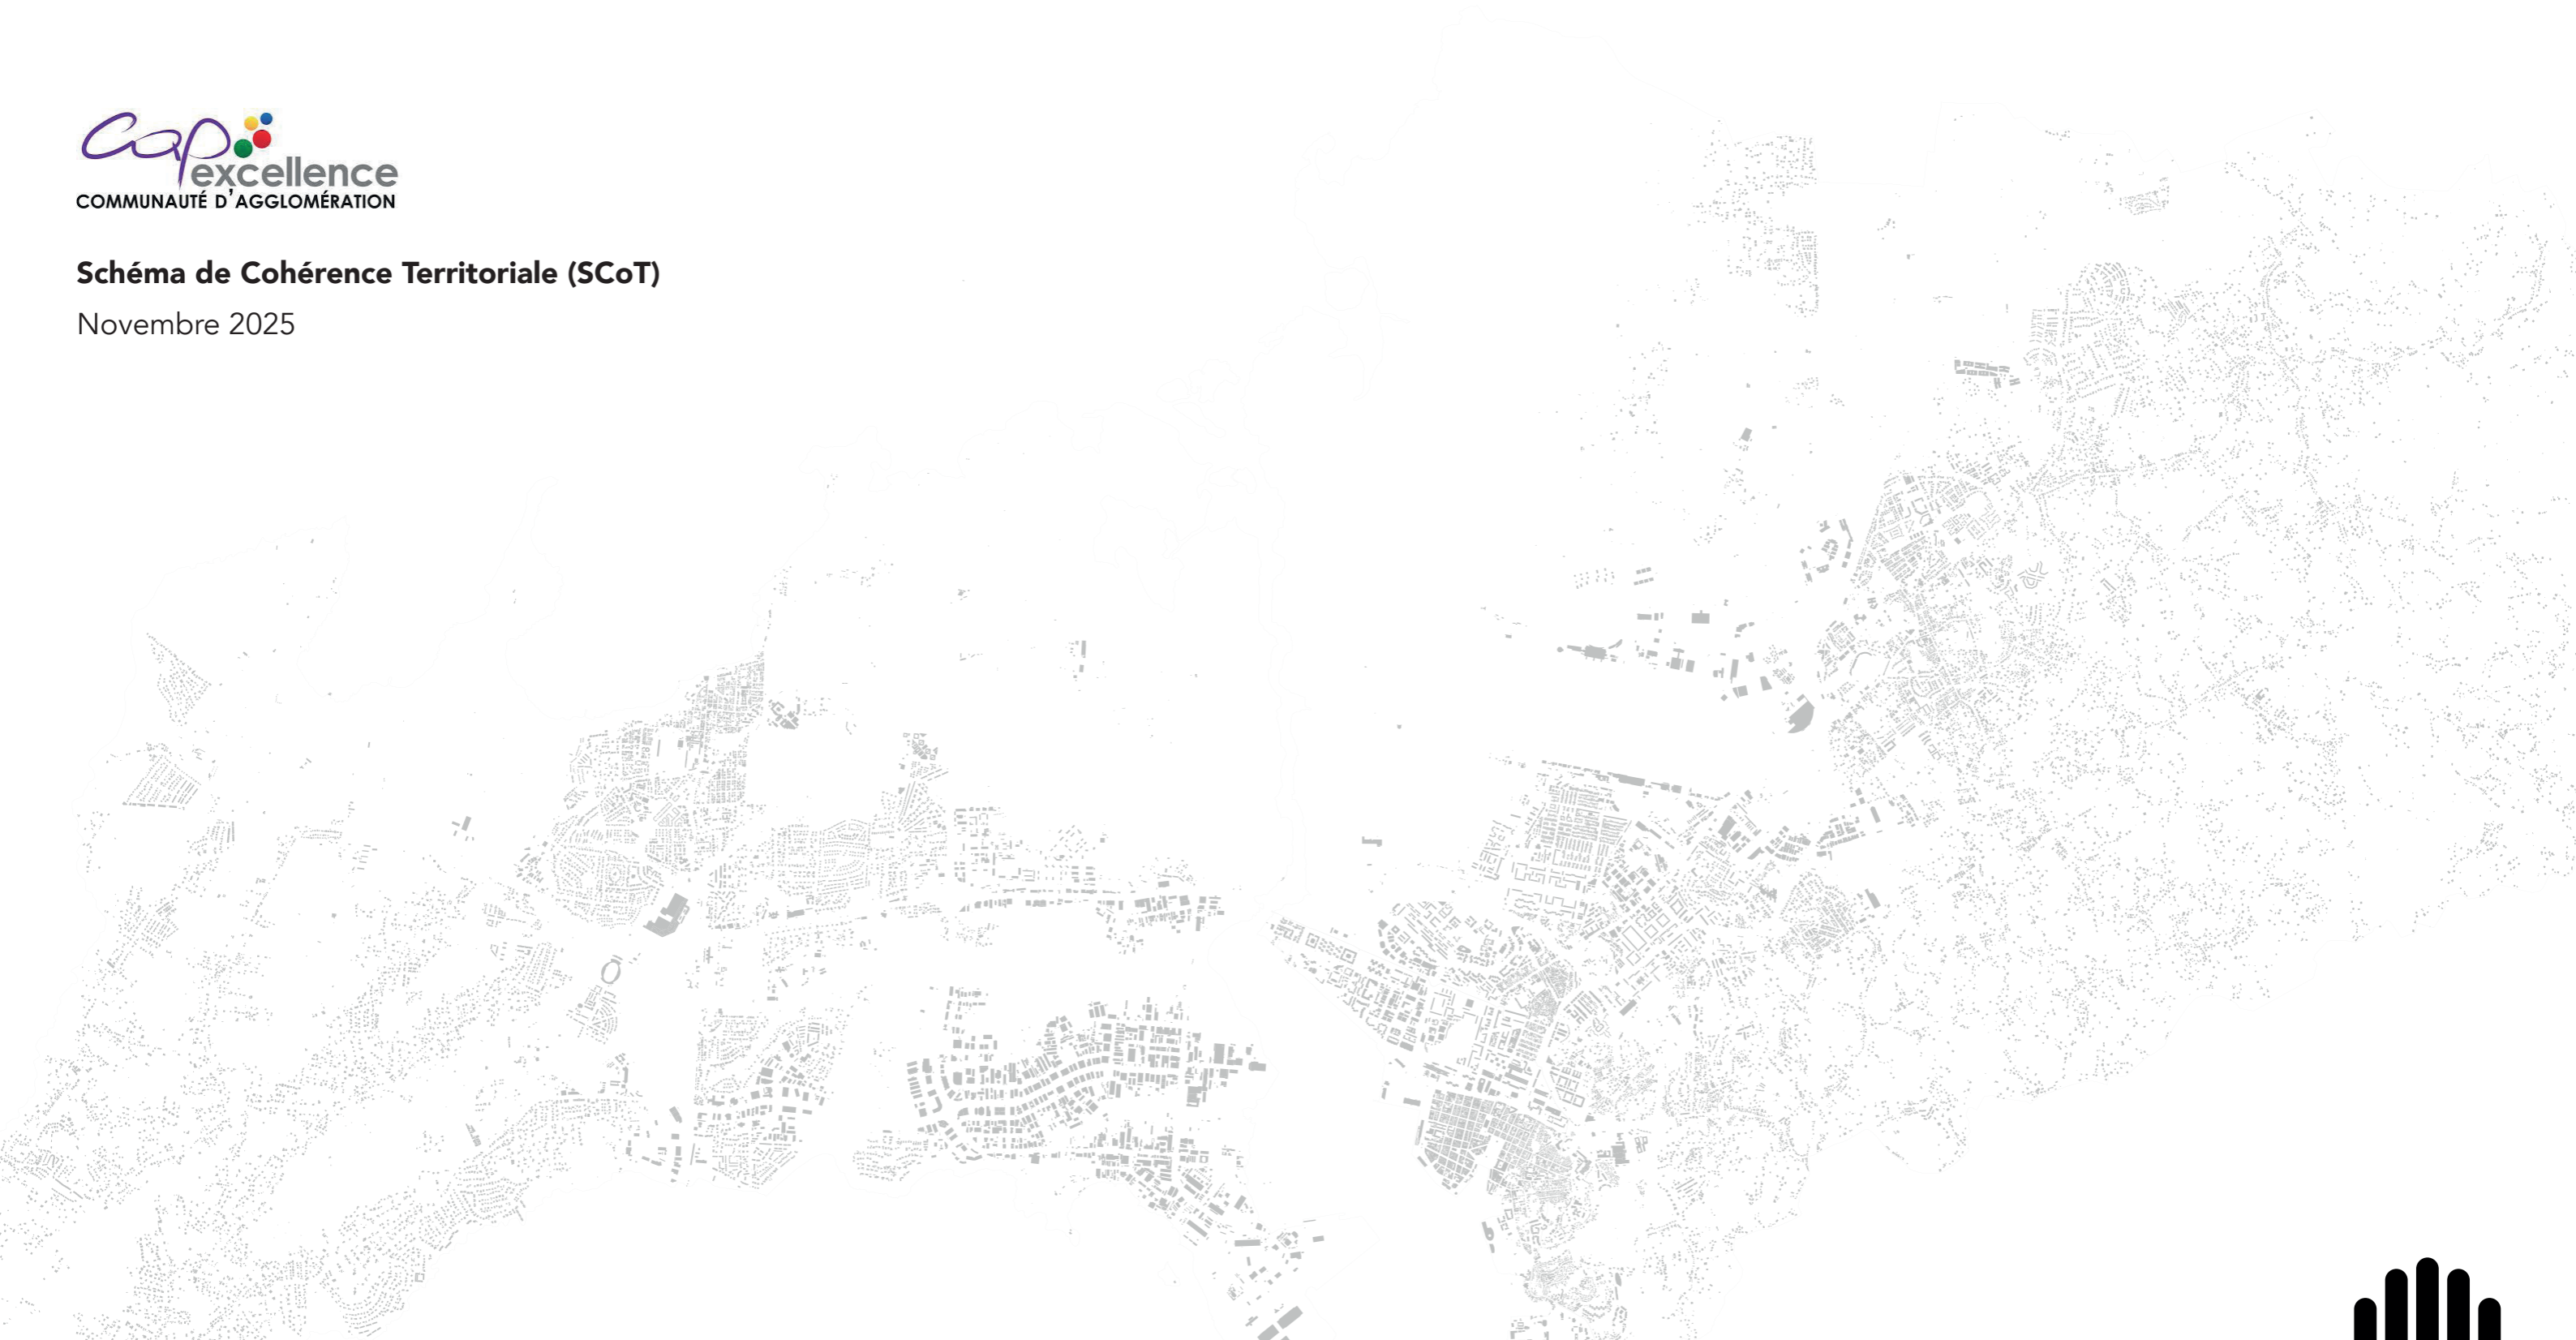 cap
excellence
COMMUNAUTÉ D'AGGLOMÉRATION
Schéma de Cohérence Territoriale (SCoT)
Novembre 2025